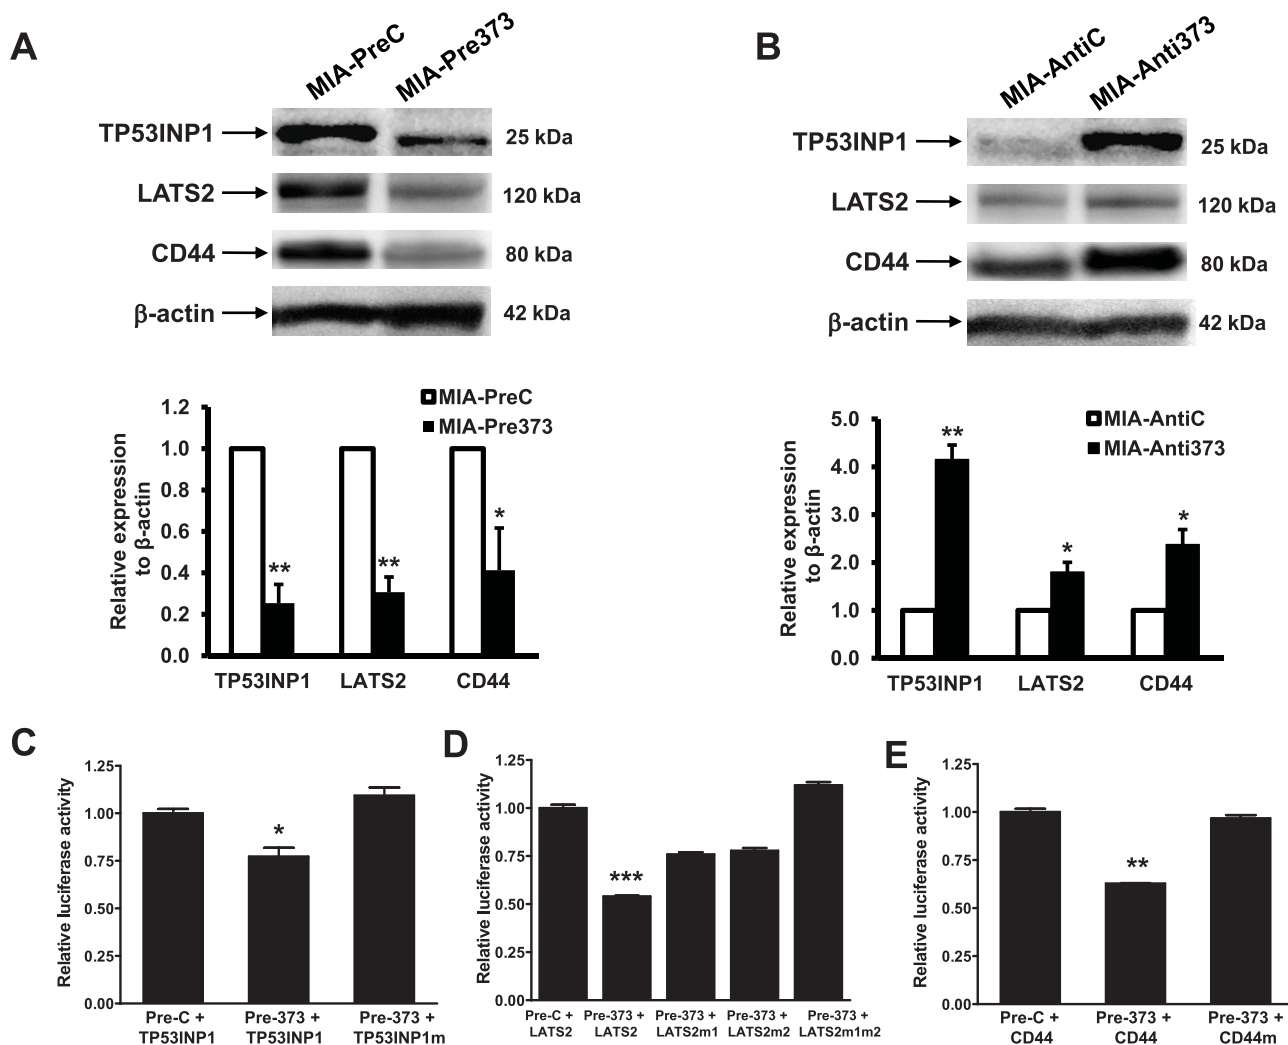 A
MIA-PreC
MIA-Pre373
TP53INP1
25 kDa
LATS2
120 kDa
CD44
80 kDa
β-actin
42 kDa
MIA-PreC
MIA-Pre373
Relative expression
to β-actin
1.2
1.0
0.8
0.6
0.4
0.2
0.0
**
**
*
TP53INP1
LATS2
CD44
B
MIA-AntiC
MIA-Anti373
TP53INP1
25 kDa
LATS2
120 kDa
CD44
80 kDa
β-actin
42 kDa
MIA-AntiC
MIA-Anti373
Relative expression
to β-actin
5.0
4.0
3.0
2.0
1.0
0.0
**
*
*
TP53INP1
LATS2
CD44
C
Relative luciferase activity
1.25
1.00
0.75
0.50
0.25
0.00
*
Pre-C +
TP53INP1
Pre-373 +
TP53INP1
Pre-373 +
TP53INP1m
D
Relative luciferase activity
1.25
1.00
0.75
0.50
0.25
0.00
***
Pre-C +
LATS2
Pre-373 +
LATS2
Pre-373 +
LATS2m1
Pre-373 +
LATS2m2
Pre-373 +
LATS2m1m2
E
Relative luciferase activity
1.25
1.00
0.75
0.50
0.25
0.00
**
Pre-C +
CD44
Pre-373 +
CD44
Pre-373 +
CD44m